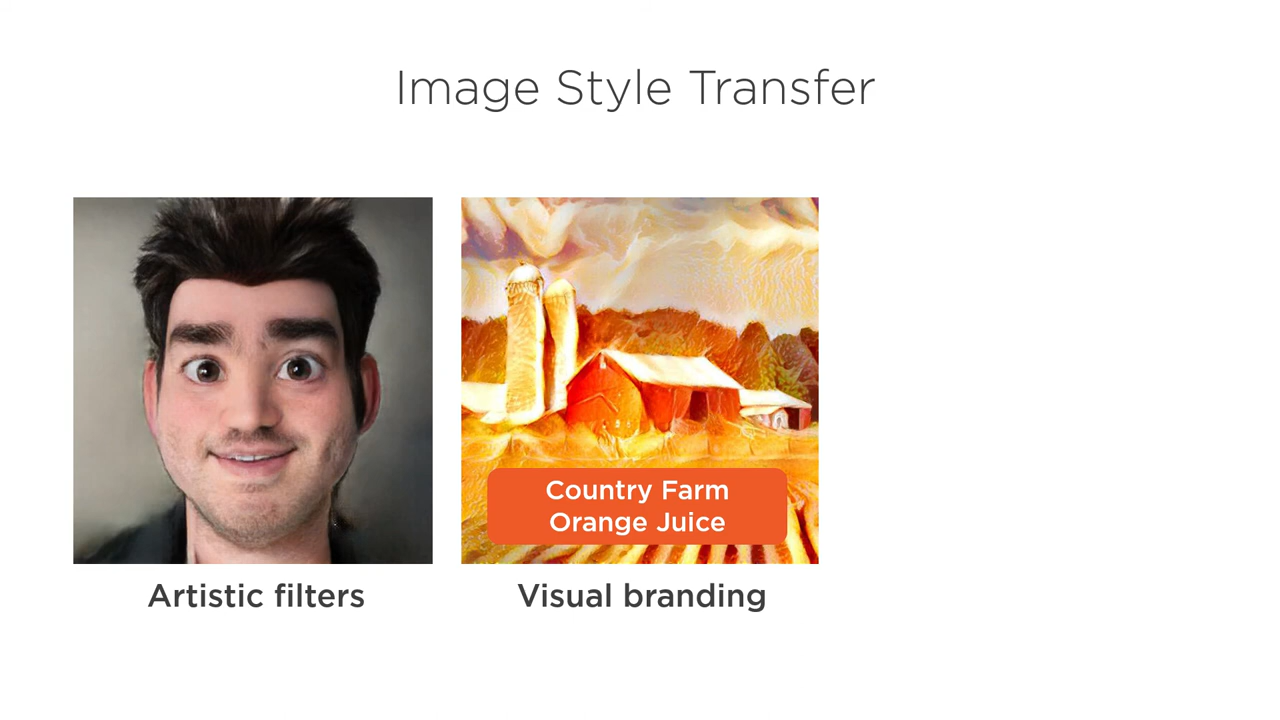 Image Style Transfer
Country Farm
Orange Juice
Artistic filters
Visual branding